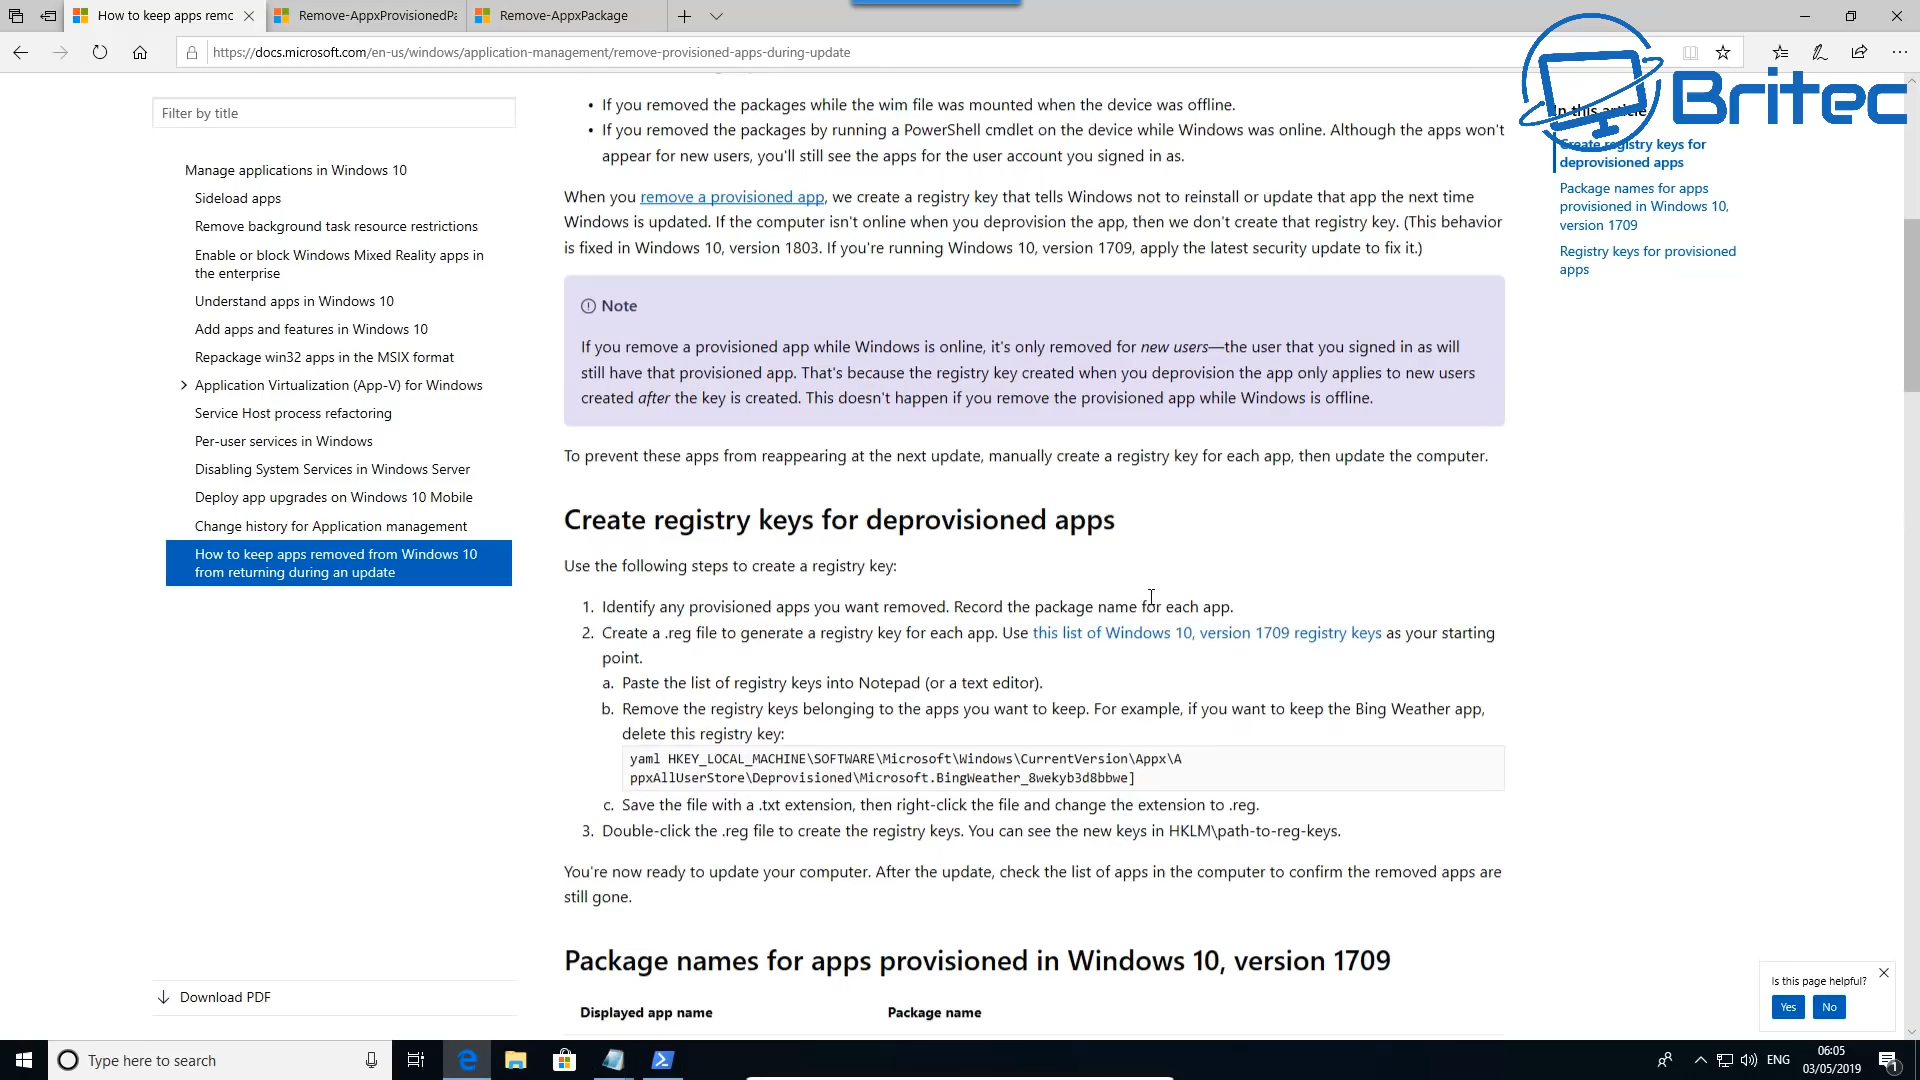 How to keep apps remo
Remove-AppxProvisionedPa
Remove-AppxPackage
https://docs.microsoft.com/en-us/windows/application-management/remove-provisioned-apps-during-update
Britec
Filter by title
Manage applications in Windows 10
Sideload apps
Remove background task resource restrictions
Enable or block Windows Mixed Reality apps in
the enterprise
Understand apps in Windows 10
Add apps and features in Windows 10
Repackage win32 apps in the MSIX format
Application Virtualization (App-V) for Windows
Service Host process refactoring
Per-user services in Windows
Disabling System Services in Windows Server
Deploy app upgrades on Windows 10 Mobile
Change history for Application management
How to keep apps removed from Windows 10
from returning during an update
Download PDF
• If you removed the packages while the wim file was mounted when the device was offline.
• If you removed the packages by running a PowerShell cmdlet on the device while Windows was online. Although the apps won't
appear for new users, you'll still see the apps for the user account you signed in as.
When you remove a provisioned app, we create a registry key that tells Windows not to reinstall or update that app the next time
Windows is updated. If the computer isn't online when you deprovision the app, then we don't create that registry key. (This behavior
is fixed in Windows 10, version 1803. If you're running Windows 10, version 1709, apply the latest security update to fix it.)
Note
If you remove a provisioned app while Windows is online, it's only removed for new users—the user that you signed in as will
still have that provisioned app. That's because the registry key created when you deprovision the app only applies to new users
created after the key is created. This doesn't happen if you remove the provisioned app while Windows is offline.
To prevent these apps from reappearing at the next update, manually create a registry key for each app, then update the computer.
Create registry keys for deprovisioned apps
Use the following steps to create a registry key:
1. Identify any provisioned apps you want removed. Record the package name for each app.
2. Create a .reg file to generate a registry key for each app. Use this list of Windows 10, version 1709 registry keys as your starting
point.
a. Paste the list of registry keys into Notepad (or a text editor).
b. Remove the registry keys belonging to the apps you want to keep. For example, if you want to keep the Bing Weather app,
delete this registry key:
yaml HKEY_LOCAL_MACHINE\SOFTWARE\Microsoft\Windows\CurrentVersion\Appx\A
ppxAllUserStore\Deprovisioned\Microsoft.BingWeather_8wekyb3d8bbwe]
c. Save the file with a .txt extension, then right-click the file and change the extension to .reg.
3. Double-click the .reg file to create the registry keys. You can see the new keys in HKLM\path-to-reg-keys.
You're now ready to update your computer. After the update, check the list of apps in the computer to confirm the removed apps are
still gone.
Package names for apps provisioned in Windows 10, version 1709
Displayed app name
Package name
In this article
Create registry keys for
deprovisioned apps
Package names for apps
provisioned in Windows 10,
version 1709
Registry keys for provisioned
apps
Is this page helpful?
Yes
No
Type here to search
ENG
06:05
03/05/2019
1